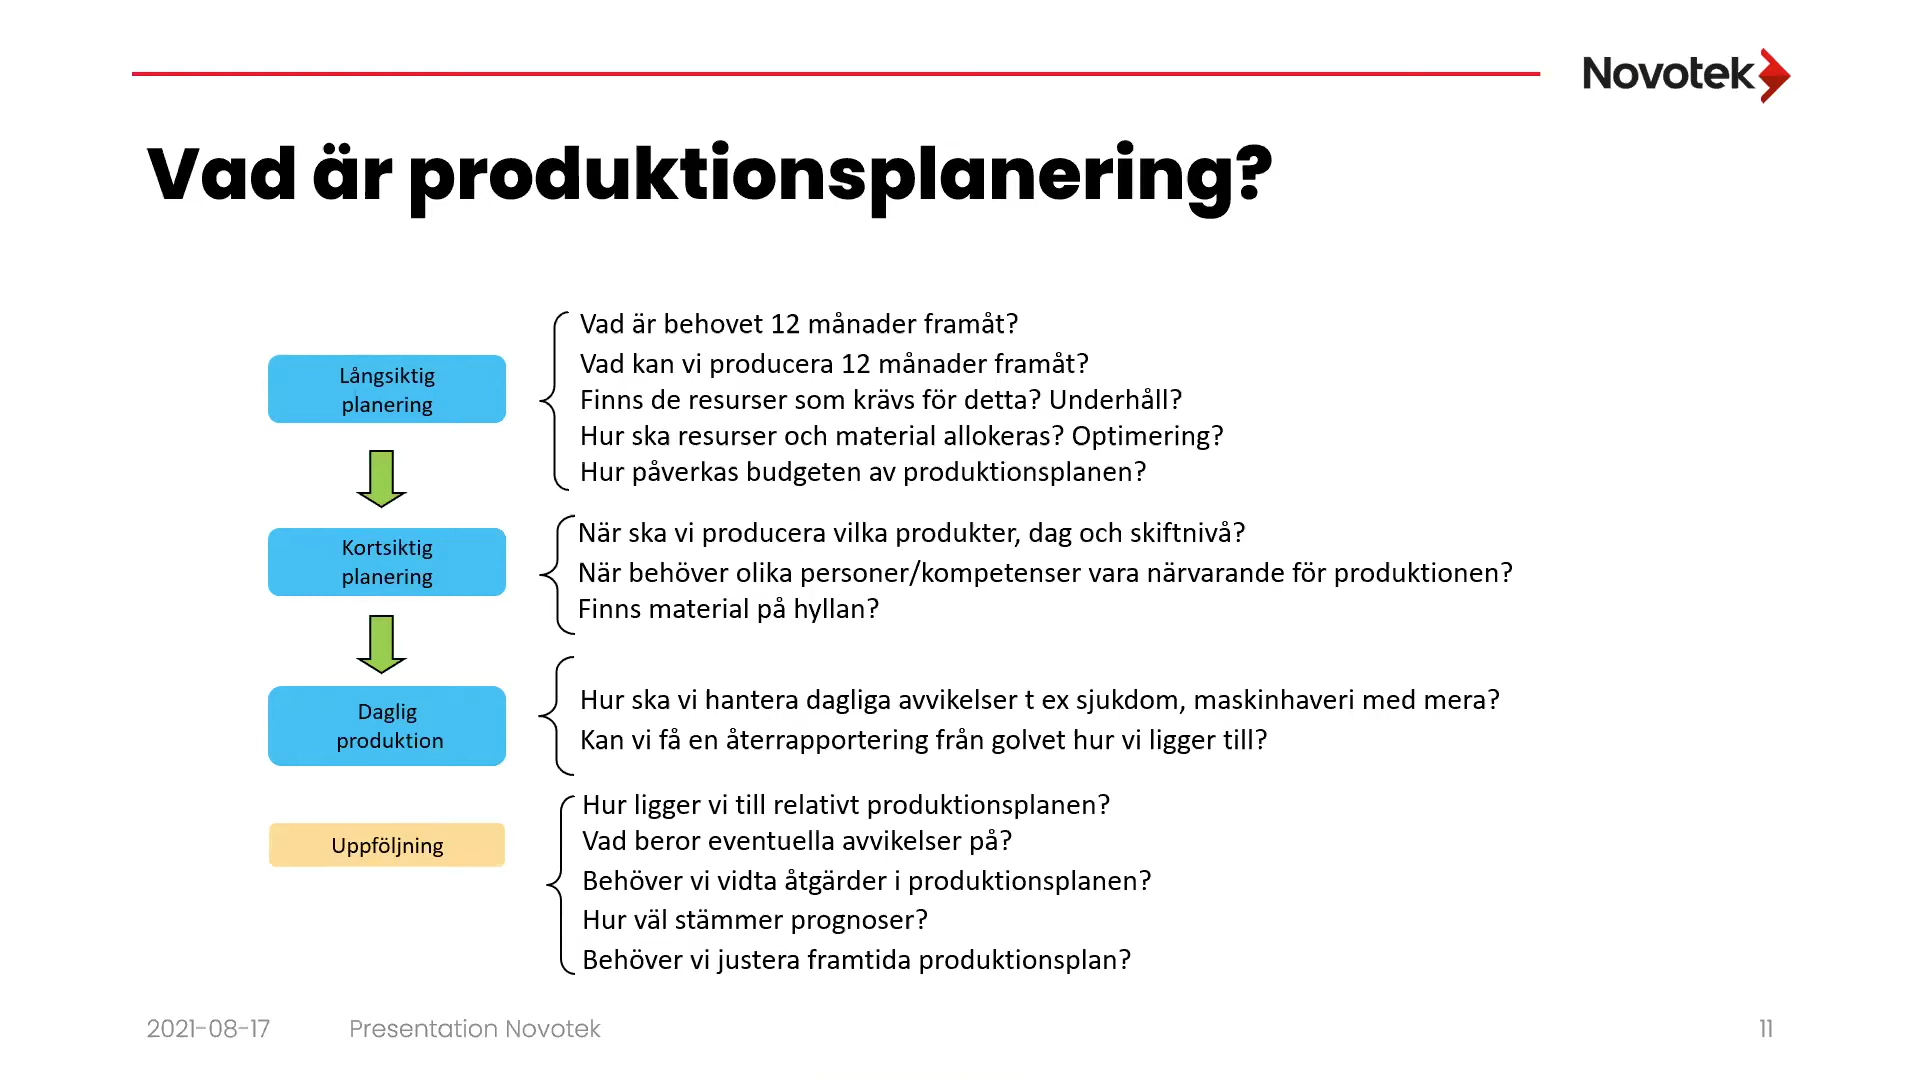 Novotek
Vad är produktionsplanering?
Långsiktig
planering
Vad är behovet 12 månader framåt?
Vad kan vi producera 12 månader framåt?
Finns de resurser som krävs för detta? Underhåll?
Hur ska resurser och material allokeras? Optimering?
Hur påverkas budgeten av produktionsplanen?
Kortsiktig
planering
När ska vi producera vilka produkter, dag och skiftnivå?
När behöver olika personer/kompetenser vara närvarande för produktionen?
Finns material på hyllan?
Daglig
produktion
Hur ska vi hantera dagliga avvikelser t ex sjukdom, maskinhaveri med mera?
Kan vi få en återrapportering från golvet hur vi ligger till?
Uppföljning
Hur ligger vi till relativt produktionsplanen?
Vad beror eventuella avvikelser på?
Behöver vi vidta åtgärder i produktionsplanen?
Hur väl stämmer prognoser?
Behöver vi justera framtida produktionsplan?
2021-08-17
Presentation Novotek
11